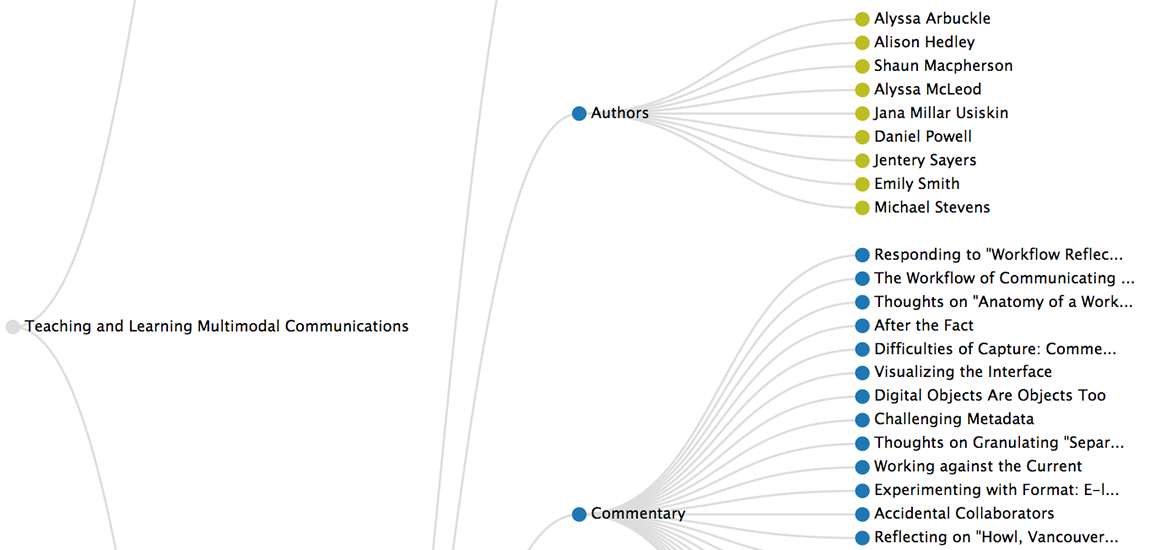 Teaching and Learning Multimodal Communications
Authors
Alyssa Arbuckle
Alison Hedley
Shaun Macpherson
Alyssa McLeod
Jana Millar Usiskin
Daniel Powell
Jentery Sayers
Emily Smith
Michael Stevens
Commentary
Responding to "Workflow Reflec...
The Workflow of Communicating ...
Thoughts on "Anatomy of a Work...
After the Fact
Difficulties of Capture: Comme...
Visualizing the Interface
Digital Objects Are Objects Too
Challenging Metadata
Thoughts on Granulating "Separ...
Working against the Current
Experimenting with Format: E-l...
Accidental Collaborators
Reflecting on "Howl, Vancouver...